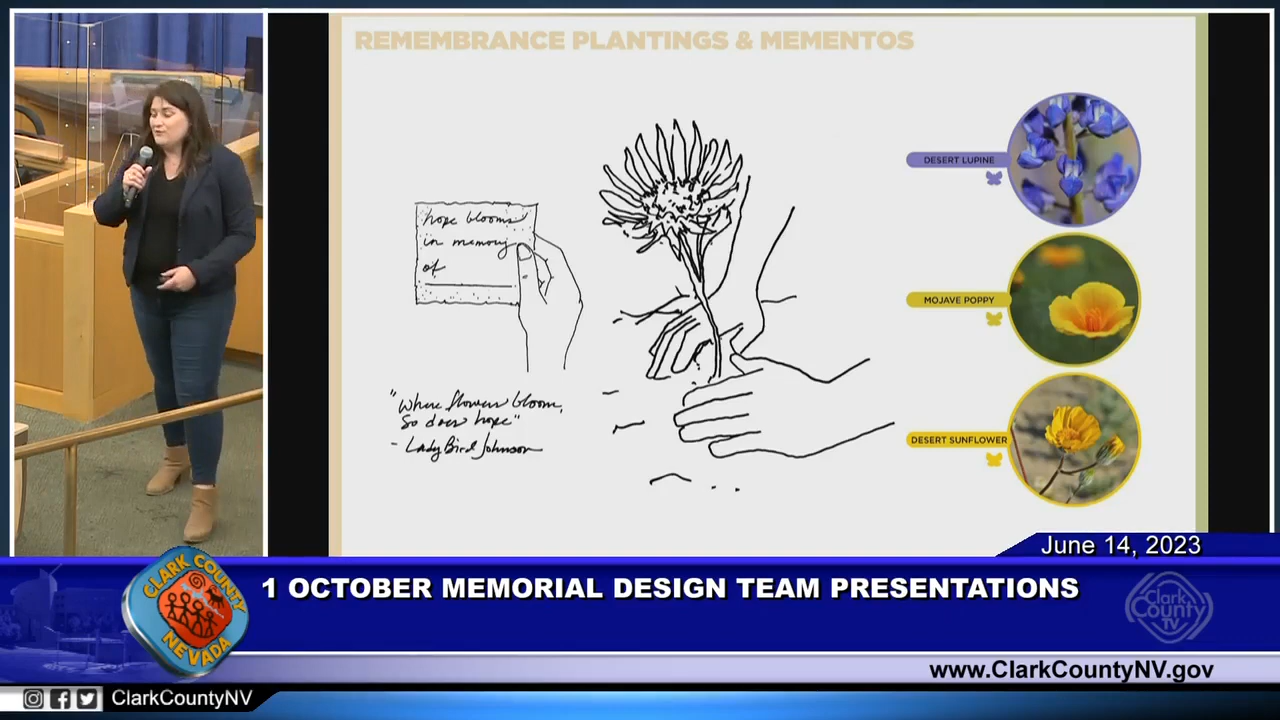 REMEMBRANCE PLANTINGS & MEMENTOS
hope blooms
in memory
of
"Where flowers bloom,
so does hope"
- Lady Bird Johnson
DESERT LUPINE
MOJAVE POPPY
DESERT SUNFLOWER
June 14, 2023
CLARK COUNTY
NEVADA
1 OCTOBER MEMORIAL DESIGN TEAM PRESENTATIONS
Clark
County
TV
www.ClarkCountyNV.gov
ClarkCountyNV